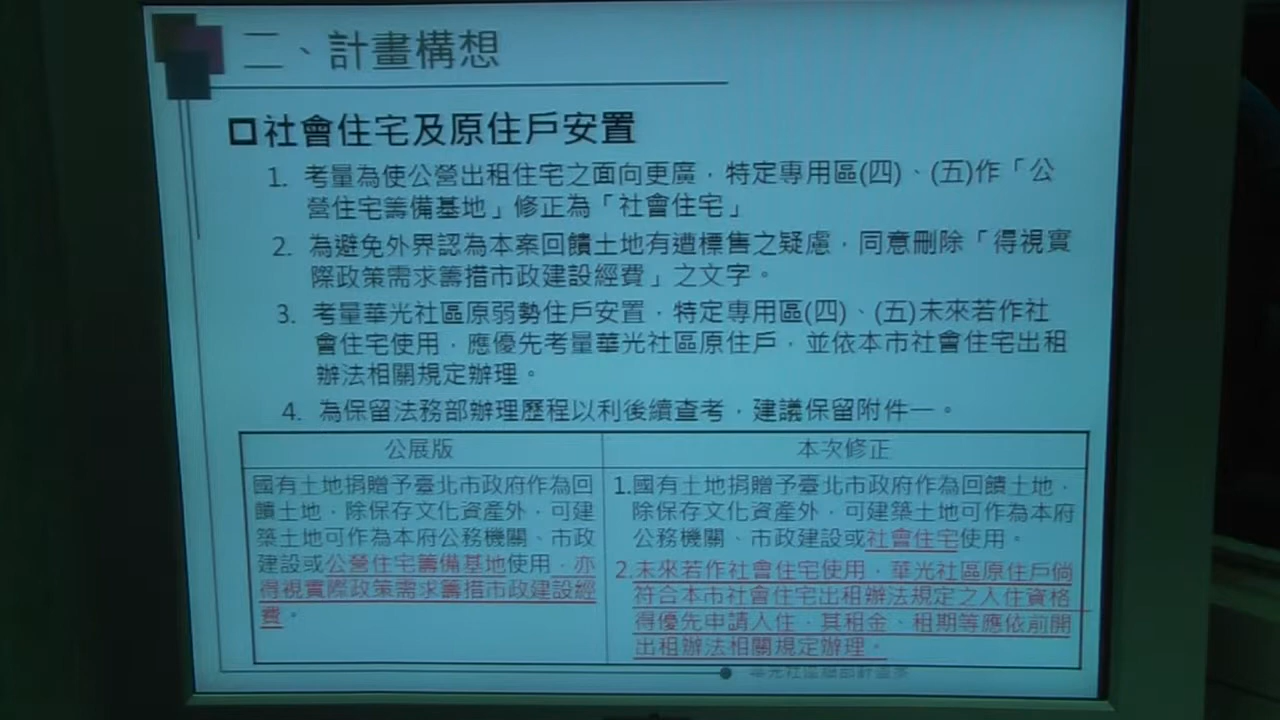 二、計畫構想
社會住宅及原住戶安置
1. 考量為使公營出租住宅之面向更廣，特定專用區(四)、(五)作「公
營住宅籌備基地」修正為「社會住宅」
2. 為避免外界認為本案回饋土地有遭標售之疑慮，同意刪除「得視實
際政策需求籌措市政建設經費」之文字。
3. 考量華光社區原弱勢住戶安置，特定專用區(四)、(五)未來若作社
會住宅使用，應優先考量華光社區原住戶，並依本市社會住宅出租
辦法相關規定辦理。
4. 為保留法務部辦理歷程以利後續查考，建議保留附件一。
公展版
國有土地捐贈予臺北市政府作為回
饋土地，除保存文化資產外，可建
築土地可作為本府公務機關、市政
建設或公營住宅籌備基地使用，亦
得視實際政策需求籌措市政建設經
費。
本次修正
1.國有土地捐贈予臺北市政府作為回饋土地，
除保存文化資產外，可建築土地可作為本府
公務機關、市政建設或社會住宅使用。
2.未來若作社會住宅使用，華光社區原住戶倘
符合本市社會住宅出租辦法規定之入住資格
得優先申請入住，其租金、租期等應依前開
出租辦法相關規定辦理。